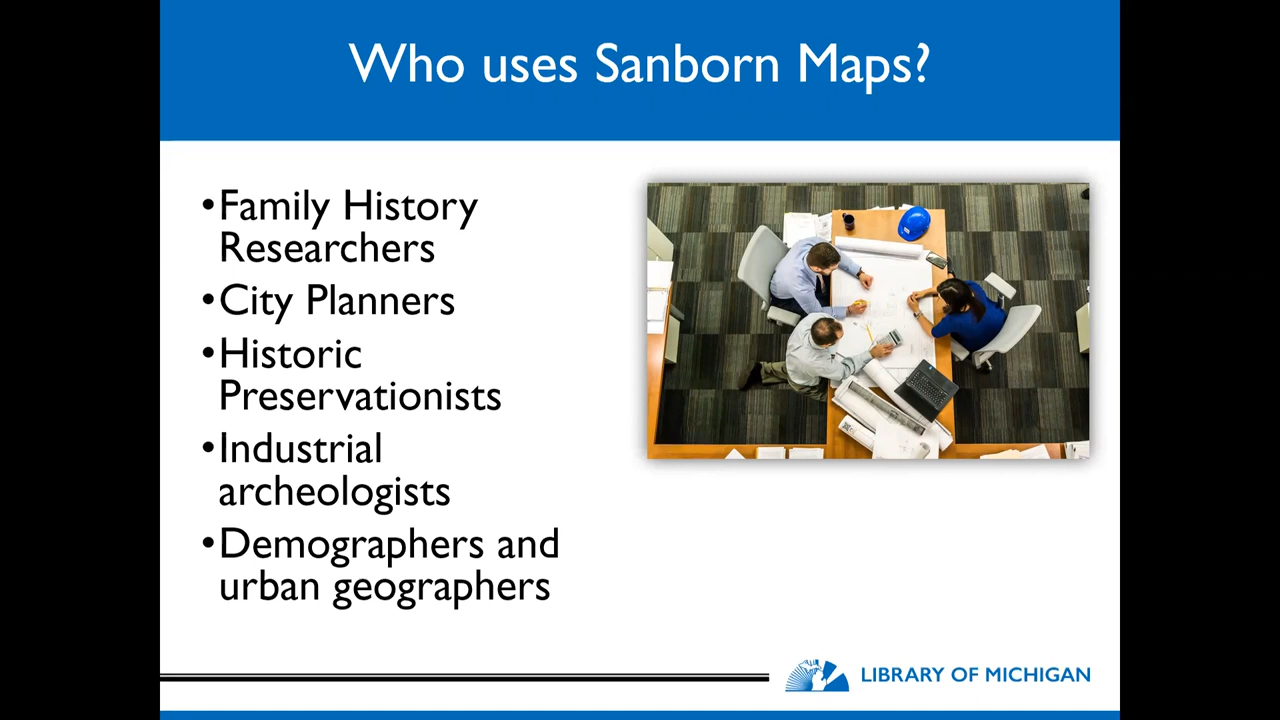 Who uses Sanborn Maps?
•Family History
Researchers
•City Planners
•Historic
Preservationists
•Industrial
archeologists
•Demographers and
urban geographers
LIBRARY OF MICHIGAN